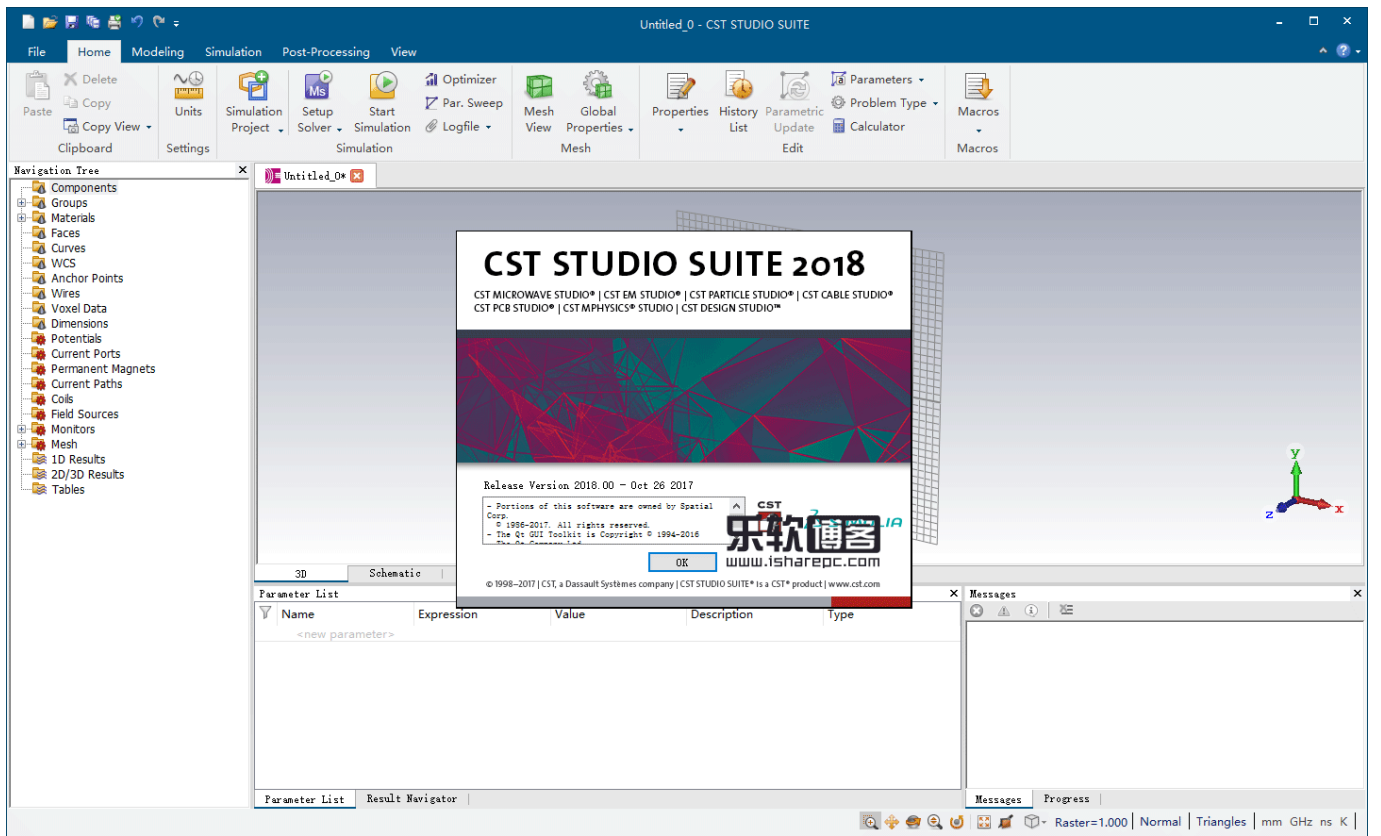 Untitled_0 - CST STUDIO SUITE
File Home Modeling Simulation Post-Processing View
Paste
Delete
Copy
Copy View
Clipboard
Units
Settings
Simulation Project
Setup Solver
Start Simulation
Optimizer
Par. Sweep
Logfile
Simulation
Mesh View
Global Properties
Mesh
Properties
History List
Parametric Update
Parameters
Problem Type
Calculator
Edit
Macros
Macros
Navigation Tree
Components
Groups
Materials
Faces
Curves
WCS
Anchor Points
Wires
Voxel Data
Dimensions
Potentials
Current Ports
Permanent Magnets
Current Paths
Coils
Field Sources
Monitors
Mesh
1D Results
2D/3D Results
Tables
Untitled_0*
CST STUDIO SUITE 2018
CST MICROWAVE STUDIO® | CST EM STUDIO® | CST PARTICLE STUDIO® | CST CABLE STUDIO®
CST PCB STUDIO® | CST MPHYSICS® STUDIO | CST DESIGN STUDIO™
Release Version 2018.00 - Oct 26 2017
- Portions of this software are owned by Spatial
Corp.
© 1986-2017. All rights reserved.
- The Qt GUI Toolkit is Copyright © 1994-2016
The Qt Company Ltd
CST
乐软博客
www.isharepc.com
OK
© 1998–2017 | CST, a Dassault Systèmes company | CST STUDIO SUITE® is a CST® product | www.cst.com
y
x
z
3D Schematic
Parameter List
Name Expression Value Description Type
<new parameter>
Parameter List Result Navigator
Messages
Messages Progress
Raster=1.000 Normal Triangles mm GHz ns K